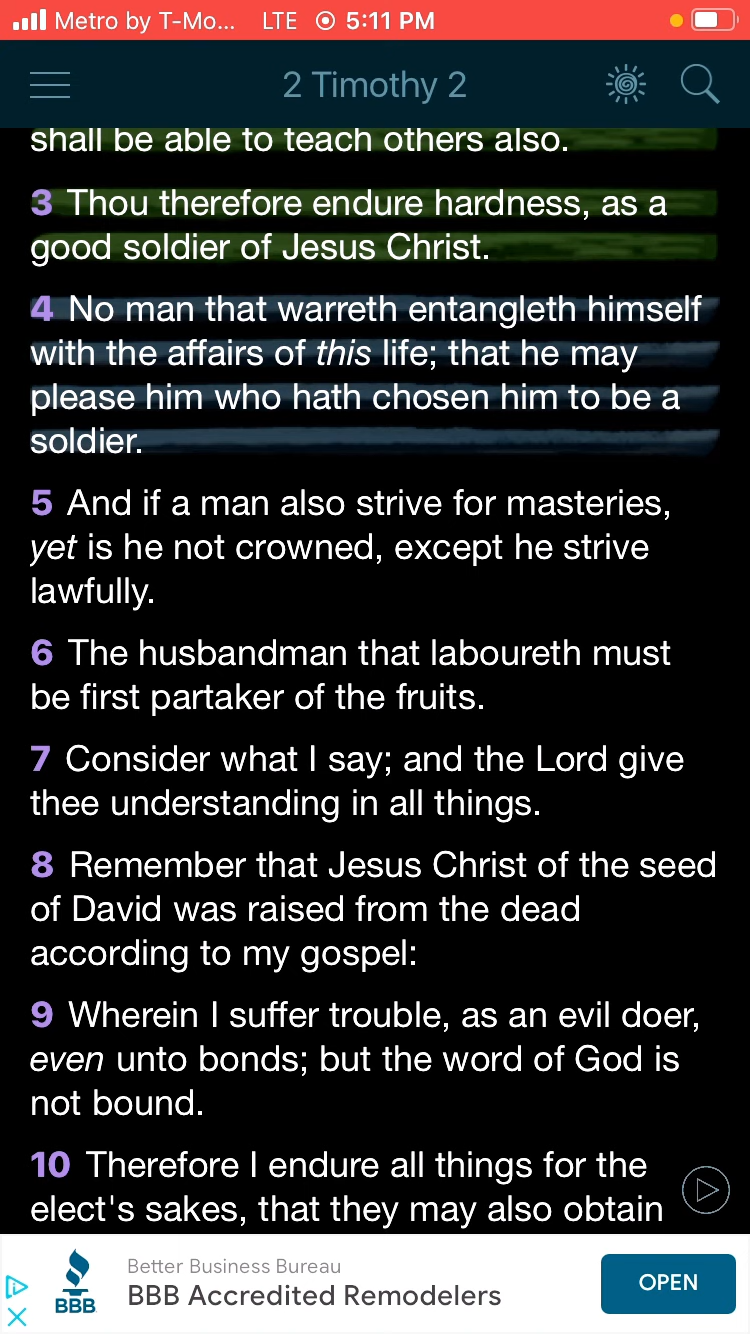 Metro by T-Mo... LTE 5:11 PM
2 Timothy 2
shall be able to teach others also.
3 Thou therefore endure hardness, as a
good soldier of Jesus Christ.
4 No man that warreth entangleth himself
with the affairs of this life; that he may
please him who hath chosen him to be a
soldier.
5 And if a man also strive for masteries,
yet is he not crowned, except he strive
lawfully.
6 The husbandman that laboureth must
be first partaker of the fruits.
7 Consider what I say; and the Lord give
thee understanding in all things.
8 Remember that Jesus Christ of the seed
of David was raised from the dead
according to my gospel:
9 Wherein I suffer trouble, as an evil doer,
even unto bonds; but the word of God is
not bound.
10 Therefore I endure all things for the
elect's sakes, that they may also obtain
Better Business Bureau
BBB Accredited Remodelers
BBB
OPEN